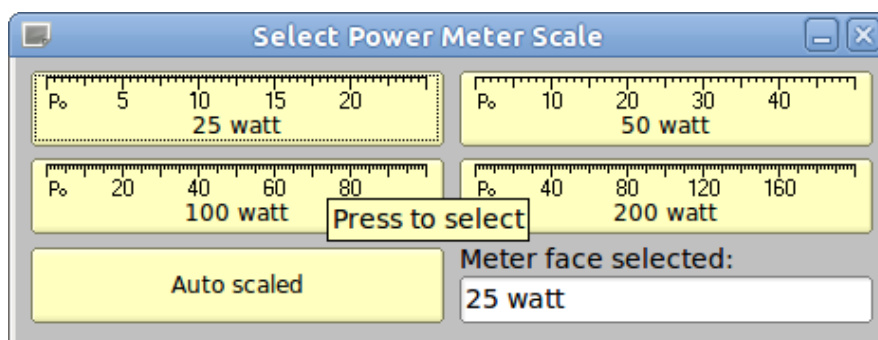 Select Power Meter Scale
Po 5 10 15 20
25 watt
Po 10 20 30 40
50 watt
Po 20 40 60 80
100 watt
Po 40 80 120 160
200 watt
Press to select
Auto scaled
Meter face selected:
25 watt